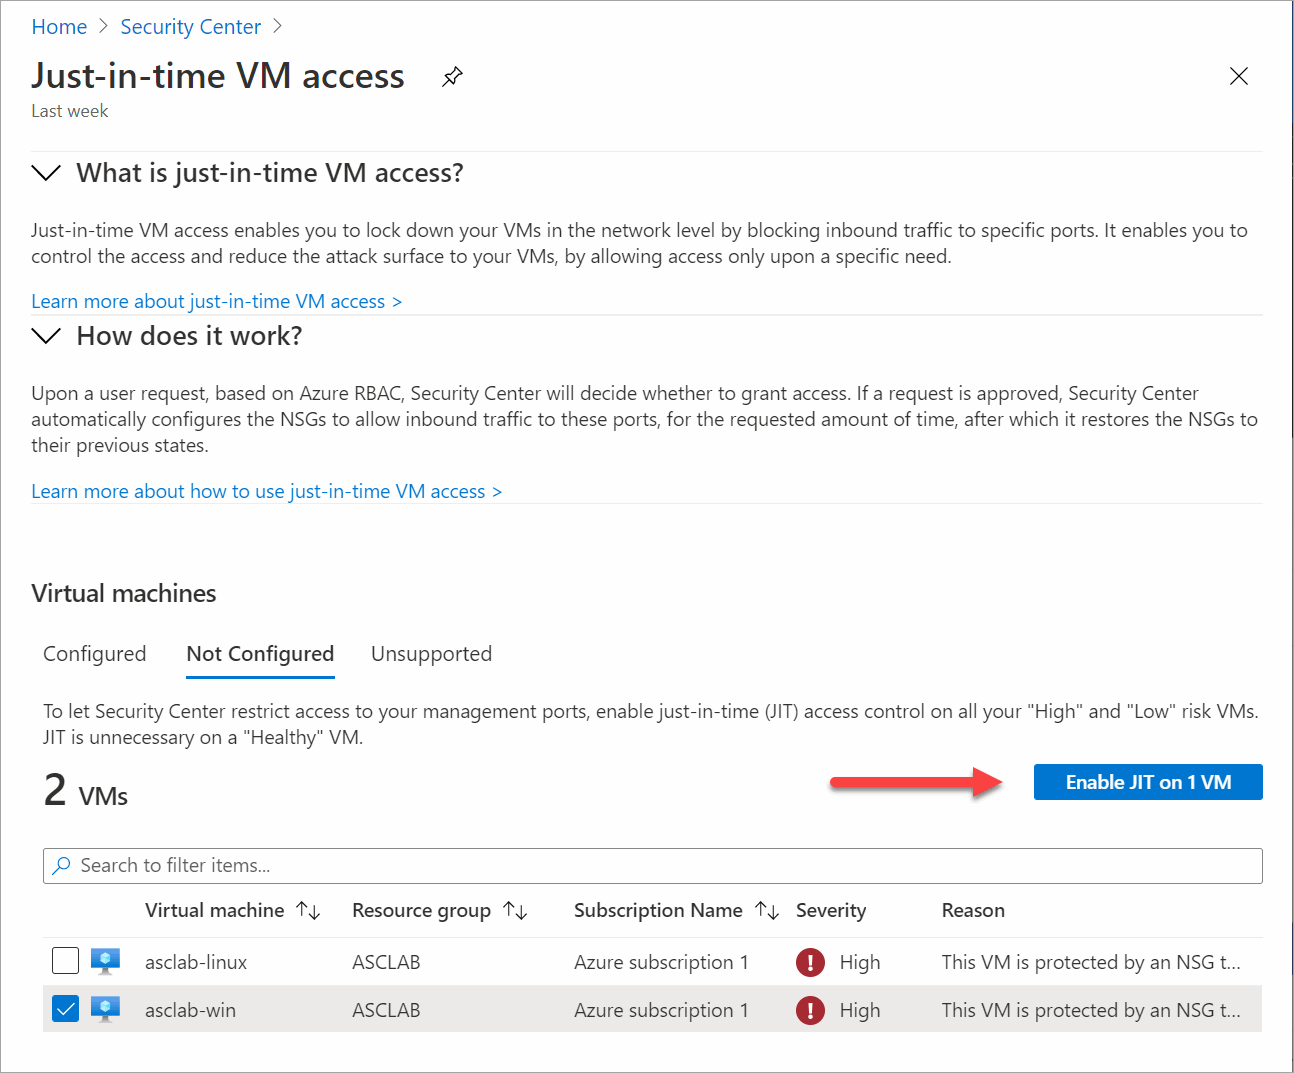 Home > Security Center >
Just-in-time VM access
Last week
What is just-in-time VM access?
Just-in-time VM access enables you to lock down your VMs in the network level by blocking inbound traffic to specific ports. It enables you to
control the access and reduce the attack surface to your VMs, by allowing access only upon a specific need.
Learn more about just-in-time VM access >
How does it work?
Upon a user request, based on Azure RBAC, Security Center will decide whether to grant access. If a request is approved, Security Center
automatically configures the NSGs to allow inbound traffic to these ports, for the requested amount of time, after which it restores the NSGs to
their previous states.
Learn more about how to use just-in-time VM access >
Virtual machines
Configured Not Configured Unsupported
To let Security Center restrict access to your management ports, enable just-in-time (JIT) access control on all your "High" and "Low" risk VMs.
JIT is unnecessary on a "Healthy" VM.
2 VMs
Enable JIT on 1 VM
Search to filter items...
Virtual machine ↑↓ Resource group ↑↓ Subscription Name ↑↓ Severity Reason
asclab-linux ASCLAB Azure subscription 1 High This VM is protected by an NSG t...
asclab-win ASCLAB Azure subscription 1 High This VM is protected by an NSG t...